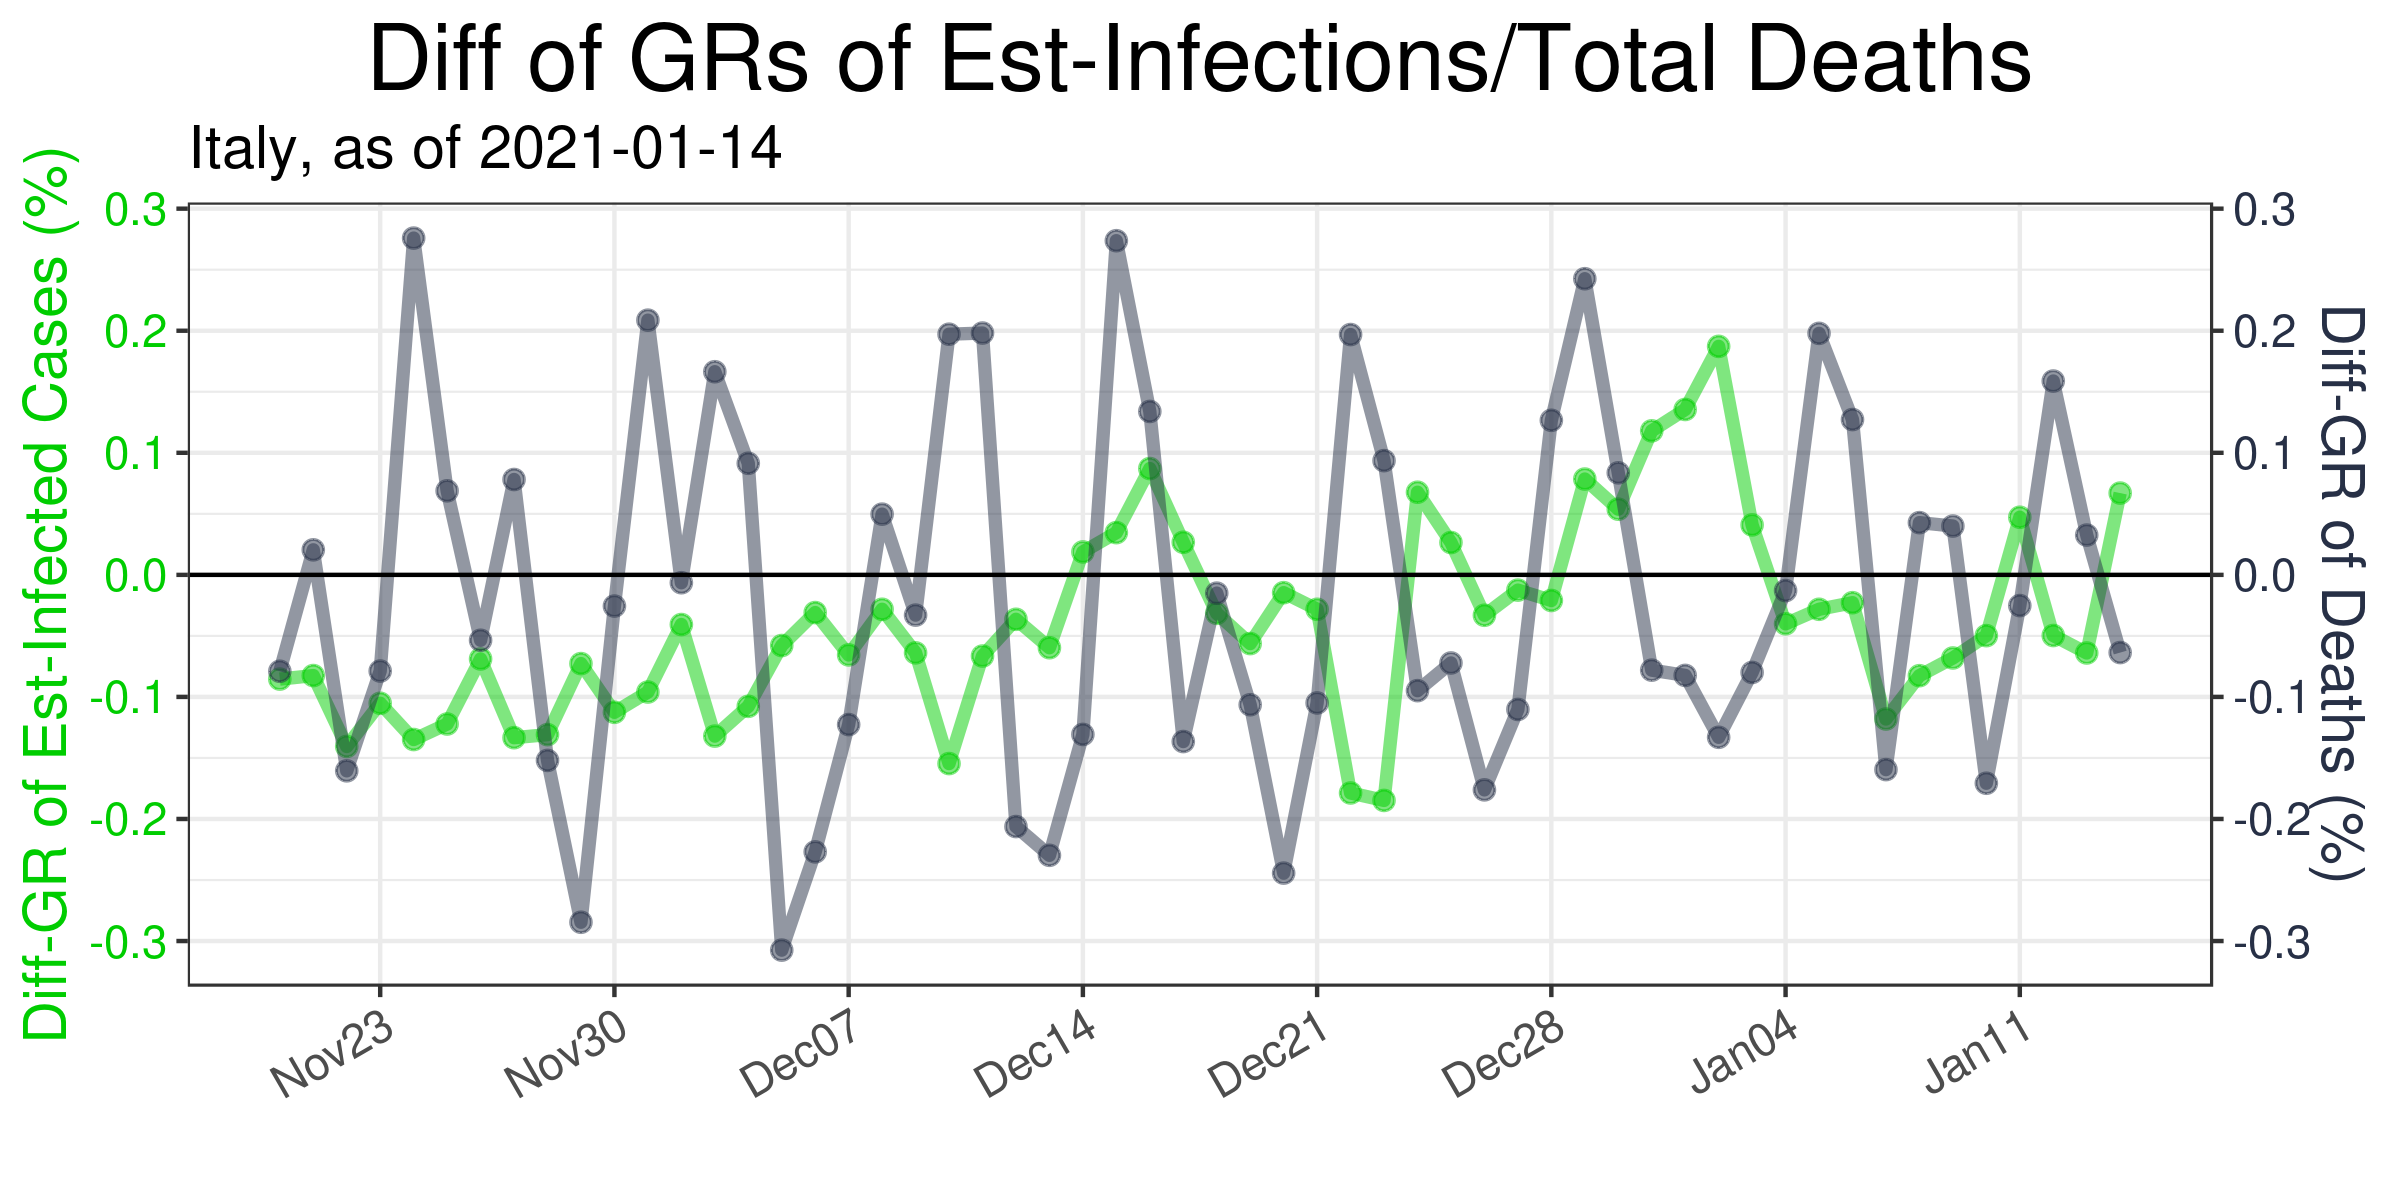 Diff of GRs of Est-Infections/Total Deaths
Italy, as of 2021-01-14
Diff-GR of Est-Infected Cases (%)
0.3
0.2
0.1
0.0
-0.1
-0.2
-0.3
0.3
0.2
0.1
0.0
-0.1
-0.2
-0.3
Diff-GR of Deaths (%)
Nov23
Nov30
Dec07
Dec14
Dec21
Dec28
Jan04
Jan11